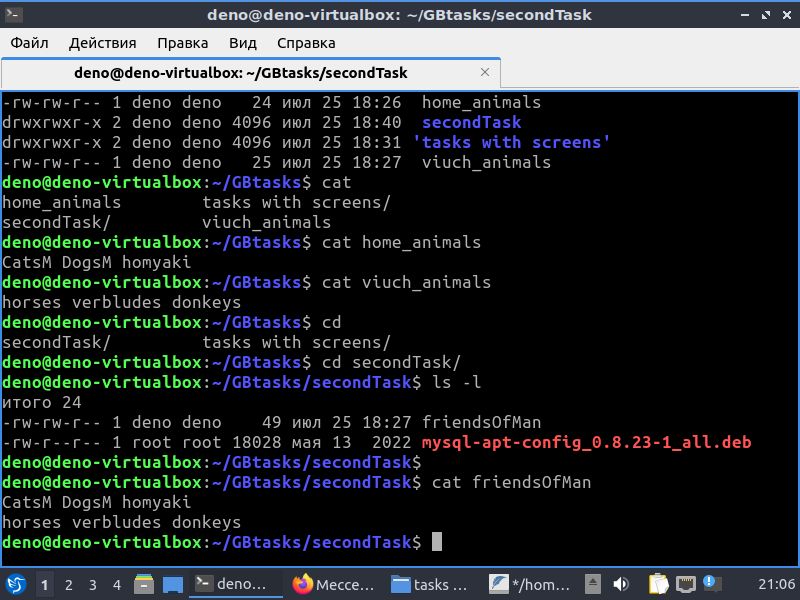 deno@deno-virtualbox: ~/GBtasks/secondTask
Файл Действия Правка Вид Справка
deno@deno-virtualbox: ~/GBtasks/secondTask
-rw-rw-r-- 1 deno deno   24 июл 25 18:26  home_animals
drwxrwxr-x 2 deno deno 4096 июл 25 18:40  secondTask
drwxrwxr-x 2 deno deno 4096 июл 25 18:31 'tasks with screens'
-rw-rw-r-- 1 deno deno   25 июл 25 18:27  viuch_animals
deno@deno-virtualbox:~/GBtasks$ cat
home_animals        tasks with screens/
secondTask/         viuch_animals
deno@deno-virtualbox:~/GBtasks$ cat home_animals
CatsM DogsM homyaki
deno@deno-virtualbox:~/GBtasks$ cat viuch_animals
horses verbludes donkeys
deno@deno-virtualbox:~/GBtasks$ cd
secondTask/         tasks with screens/
deno@deno-virtualbox:~/GBtasks$ cd secondTask/
deno@deno-virtualbox:~/GBtasks/secondTask$ ls -l
итого 24
-rw-rw-r-- 1 deno deno    49 июл 25 18:27 friendsOfMan
-rw-r--r-- 1 root root 18028 мая 13  2022 mysql-apt-config_0.8.23-1_all.deb
deno@deno-virtualbox:~/GBtasks/secondTask$
deno@deno-virtualbox:~/GBtasks/secondTask$ cat friendsOfMan
CatsM DogsM homyaki
horses verbludes donkeys
deno@deno-virtualbox:~/GBtasks/secondTask$
1 2 3 4 deno... Мессе... tasks ... */hom... 21:06